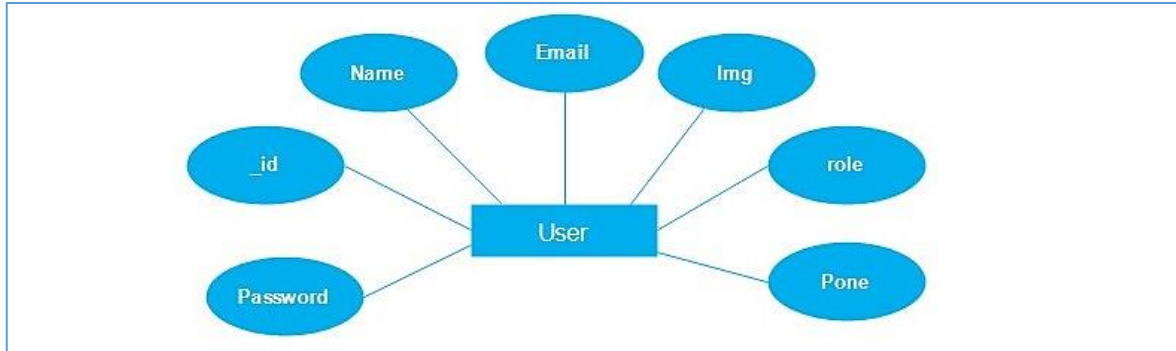 Email
Name
Img
_id
role
User
Pone
Password